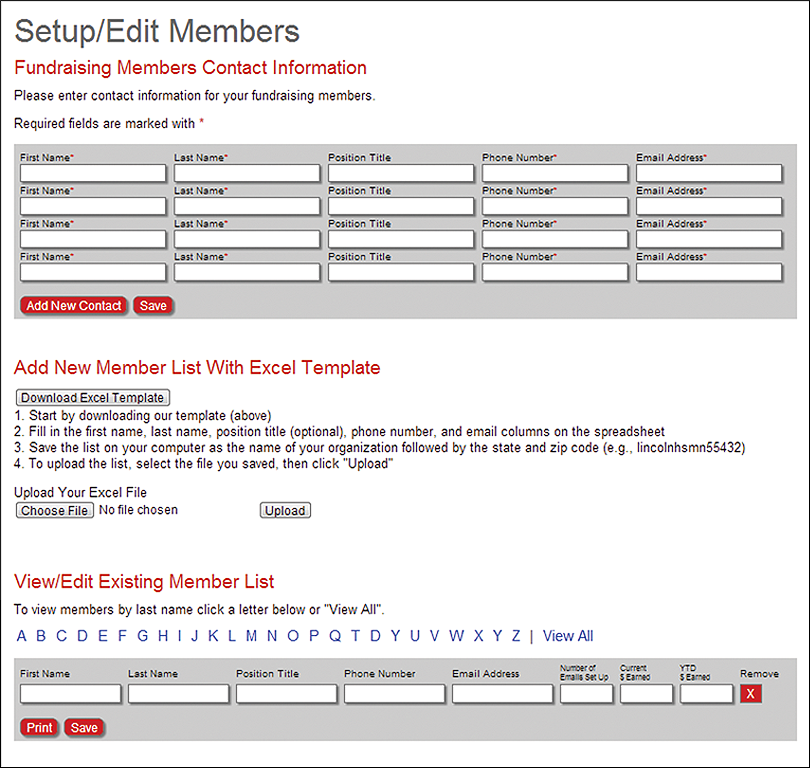 Setup/Edit Members
Fundraising Members Contact Information
Please enter contact information for your fundraising members.
Required fields are marked with *
First Name* Last Name* Position Title Phone Number* Email Address*
First Name* Last Name* Position Title Phone Number* Email Address*
First Name* Last Name* Position Title Phone Number* Email Address*
First Name* Last Name* Position Title Phone Number* Email Address*
Add New Contact Save
Add New Member List With Excel Template
Download Excel Template
1. Start by downloading our template (above)
2. Fill in the first name, last name, position title (optional), phone number, and email columns on the spreadsheet
3. Save the list on your computer as the name of your organization followed by the state and zip code (e.g., lincolnhsmn55432)
4. To upload the list, select the file you saved, then click "Upload"
Upload Your Excel File
Choose File No file chosen Upload
View/Edit Existing Member List
To view members by last name click a letter below or "View All".
A B C D E F G H I J K L M N O P Q T D Y U V W X Y Z | View All
First Name Last Name Position Title Phone Number Email Address Number of Emails Set Up Current $ Earned YTD $ Earned Remove
X
Print Save